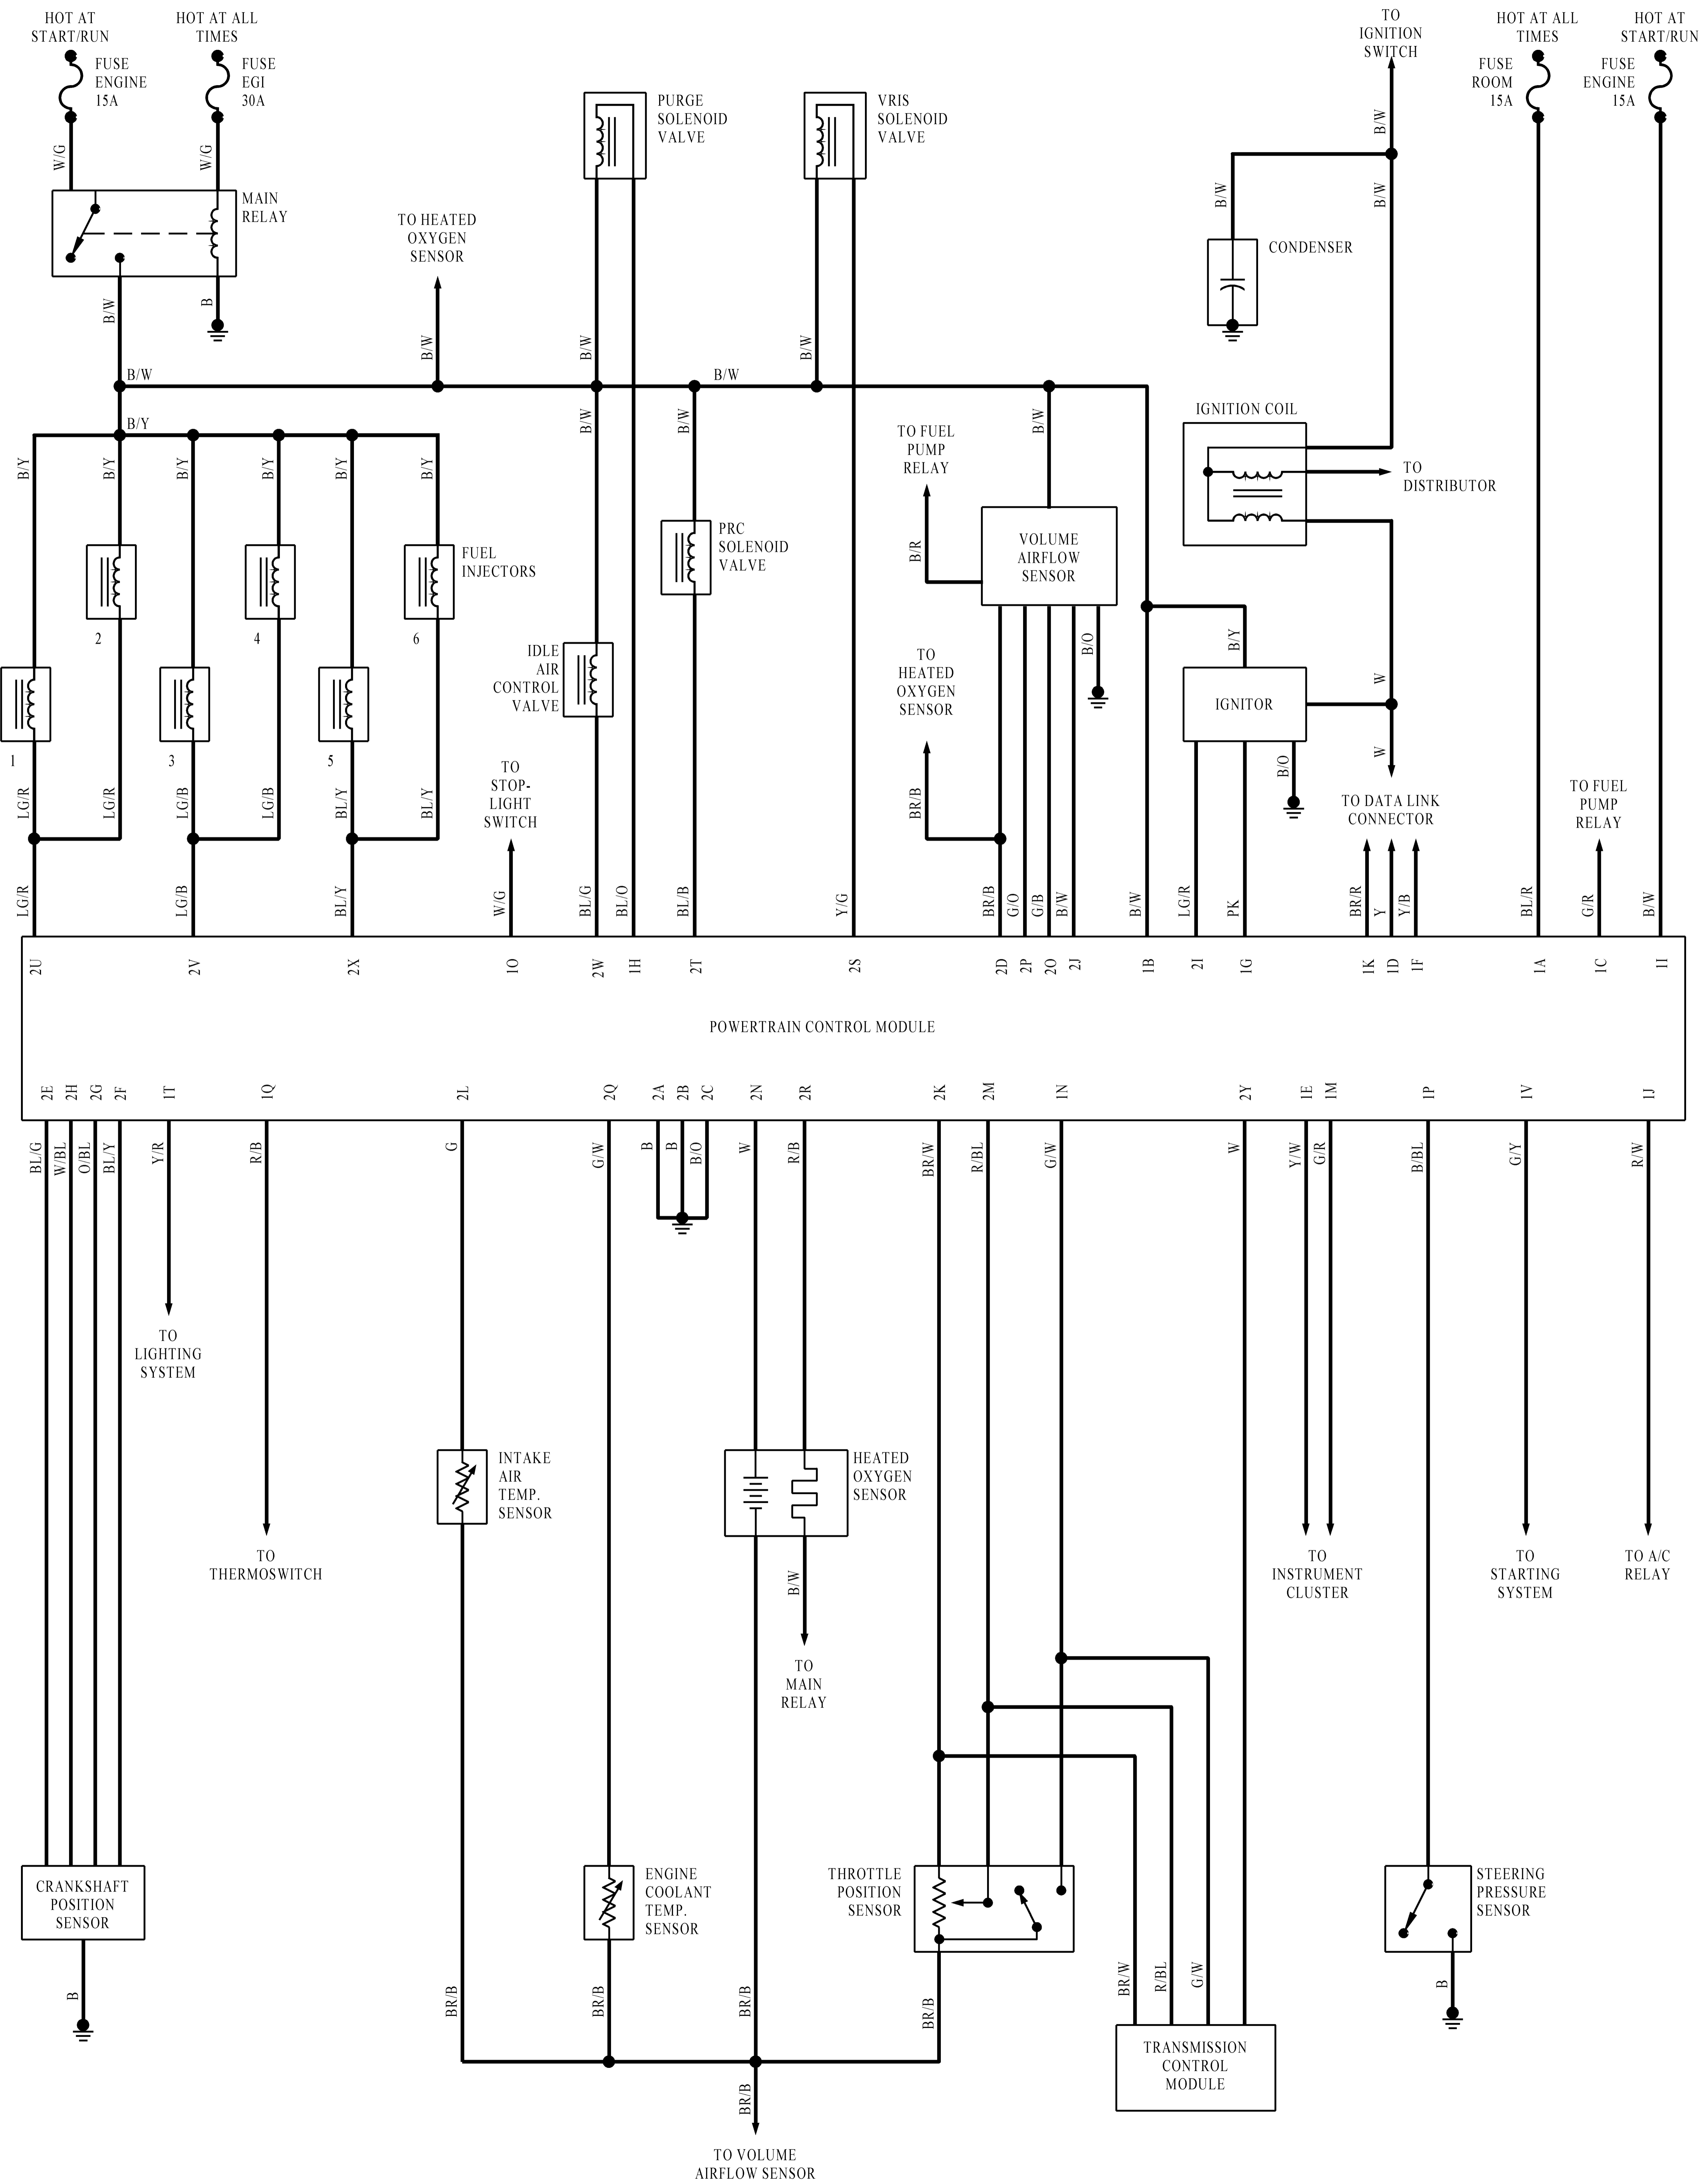 HOT AT
START/RUN
FUSE
ENGINE
15A
HOT AT ALL
TIMES
FUSE
EGI
30A
TO
IGNITION
SWITCH
HOT AT ALL
TIMES
FUSE
ROOM
15A
HOT AT
START/RUN
FUSE
ENGINE
15A
PURGE
SOLENOID
VALVE
VRIS
SOLENOID
VALVE
W/G
W/G
B/W
B/W
B/W
MAIN
RELAY
TO HEATED
OXYGEN
SENSOR
CONDENSER
B/W
B
B/W
B/W
B/W
B/W
B/W
B/Y
B/W
B/W
B/W
IGNITION COIL
TO
DISTRIBUTOR
TO FUEL
PUMP
RELAY
B/Y
B/Y
B/Y
B/Y
B/Y
B/Y
FUEL
INJECTORS
PRC
SOLENOID
VALVE
B/R
VOLUME
AIRFLOW
SENSOR
2
4
6
IDLE
AIR
CONTROL
VALVE
TO
HEATED
OXYGEN
SENSOR
B/O
B/Y
W
IGNITOR
1
3
5
W
B/O
TO
STOP-
LIGHT
SWITCH
LG/R
LG/R
LG/B
LG/B
BL/Y
BL/Y
BR/B
TO DATA LINK
CONNECTOR
TO FUEL
PUMP
RELAY
LG/R
LG/B
BL/Y
W/G
BL/G
BL/O
BL/B
Y/G
BR/B
G/O
G/B
B/W
B/W
LG/R
PK
BR/R
Y
Y/B
BL/R
G/R
B/W
2U
2V
2X
1O
2W
1H
2T
2S
2D
2P
2O
2J
1B
2I
1G
1K
1D
1F
1A
1C
1I
POWERTRAIN CONTROL MODULE
2E
2H
2G
2F
1T
1Q
2L
2Q
2A
2B
2C
2N
2R
2K
2M
1N
2Y
1E
1M
1P
1V
1J
BL/G
W/BL
O/BL
BL/Y
Y/R
R/B
G
G/W
B
B
B/O
W
R/B
BR/W
R/BL
G/W
W
Y/W
G/R
B/BL
G/Y
R/W
TO
LIGHTING
SYSTEM
INTAKE
AIR
TEMP.
SENSOR
HEATED
OXYGEN
SENSOR
TO
THERMOSWITCH
B/W
TO
INSTRUMENT
CLUSTER
TO
STARTING
SYSTEM
TO A/C
RELAY
TO
MAIN
RELAY
CRANKSHAFT
POSITION
SENSOR
ENGINE
COOLANT
TEMP.
SENSOR
THROTTLE
POSITION
SENSOR
STEERING
PRESSURE
SENSOR
B
BR/B
BR/B
BR/B
BR/B
BR/W
R/BL
G/W
B
TRANSMISSION
CONTROL
MODULE
BR/B
TO VOLUME
AIRFLOW SENSOR